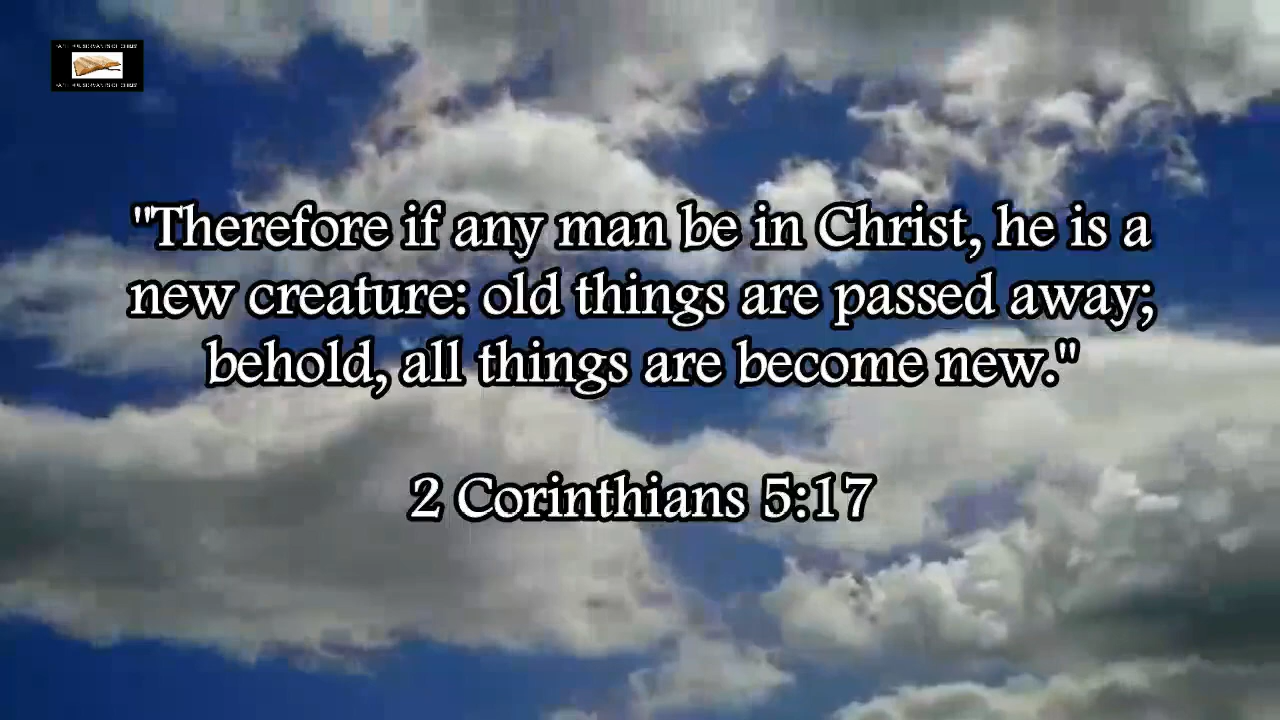 "Therefore if any man be in Christ, he is a
new creature: old things are passed away;
behold, all things are become new."
2 Corinthians 5:17